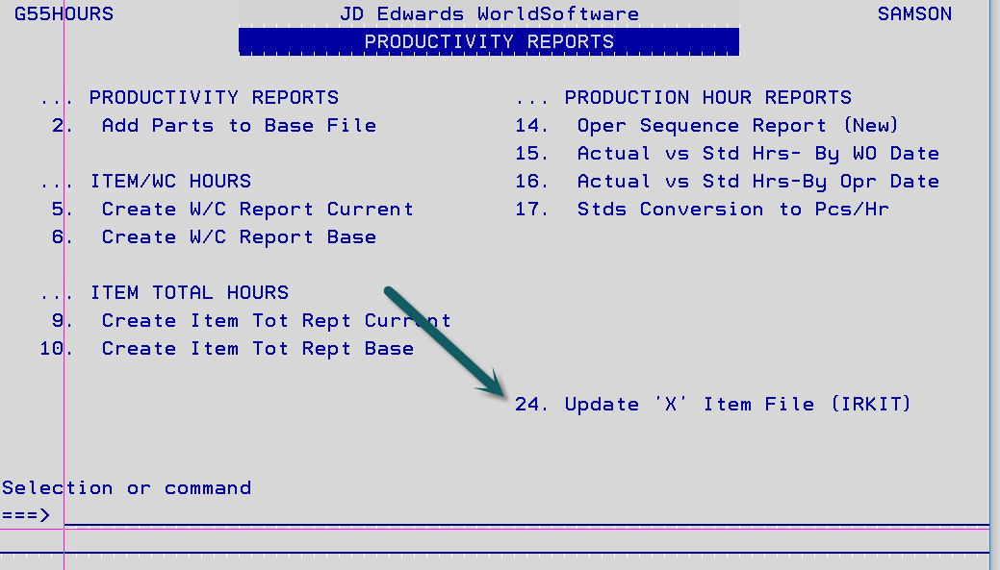 G55HOURS JD Edwards WorldSoftware SAMSON
PRODUCTIVITY REPORTS
... PRODUCTIVITY REPORTS
2. Add Parts to Base File
... ITEM/WC HOURS
5. Create W/C Report Current
6. Create W/C Report Base
... ITEM TOTAL HOURS
9. Create Item Tot Rept Current
10. Create Item Tot Rept Base
... PRODUCTION HOUR REPORTS
14. Oper Sequence Report (New)
15. Actual vs Std Hrs- By WO Date
16. Actual vs Std Hrs-By Opr Date
17. Stds Conversion to Pcs/Hr
24. Update 'X' Item File (IRKIT)
Selection or command
===>